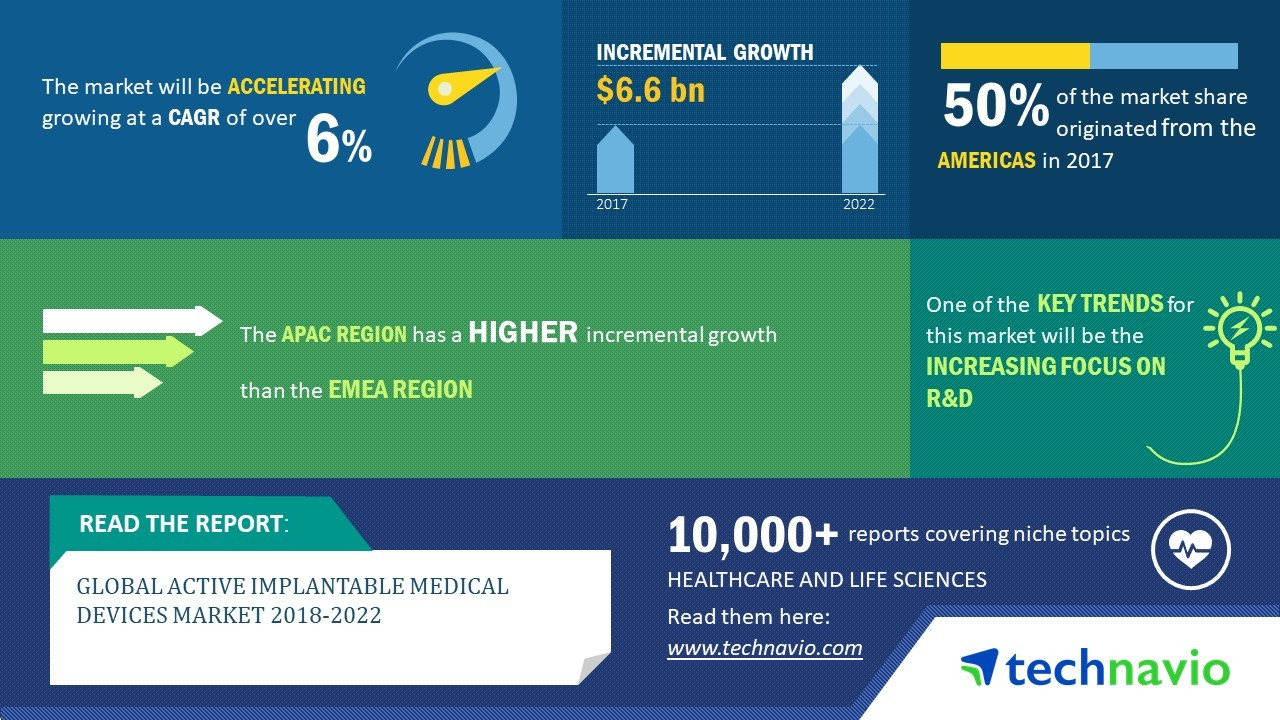 The market will be ACCELERATING
growing at a CAGR of over
6%
INCREMENTAL GROWTH
$6.6 bn
2017
2022
50% of the market share
originated from the
AMERICAS in 2017
The APAC REGION has a HIGHER incremental growth
than the EMEA REGION
One of the KEY TRENDS for
this market will be the
INCREASING FOCUS ON
R&D
READ THE REPORT:
GLOBAL ACTIVE IMPLANTABLE MEDICAL
DEVICES MARKET 2018-2022
10,000+ reports covering niche topics
HEALTHCARE AND LIFE SCIENCES
Read them here:
www.technavio.com
technavio